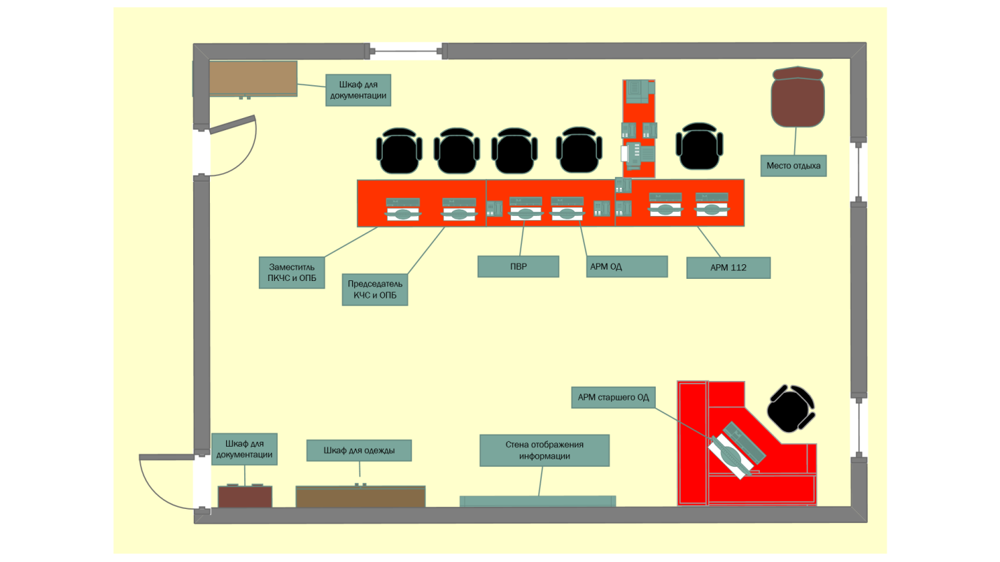 Шкаф для
документации
Место отдыха
Заместитль
ПКЧС и ОПБ
Председатель
КЧС и ОПБ
ПВР
АРМ ОД
АРМ 112
АРМ старшего ОД
Шкаф для
документации
Шкаф для одежды
Стена отображения
информации